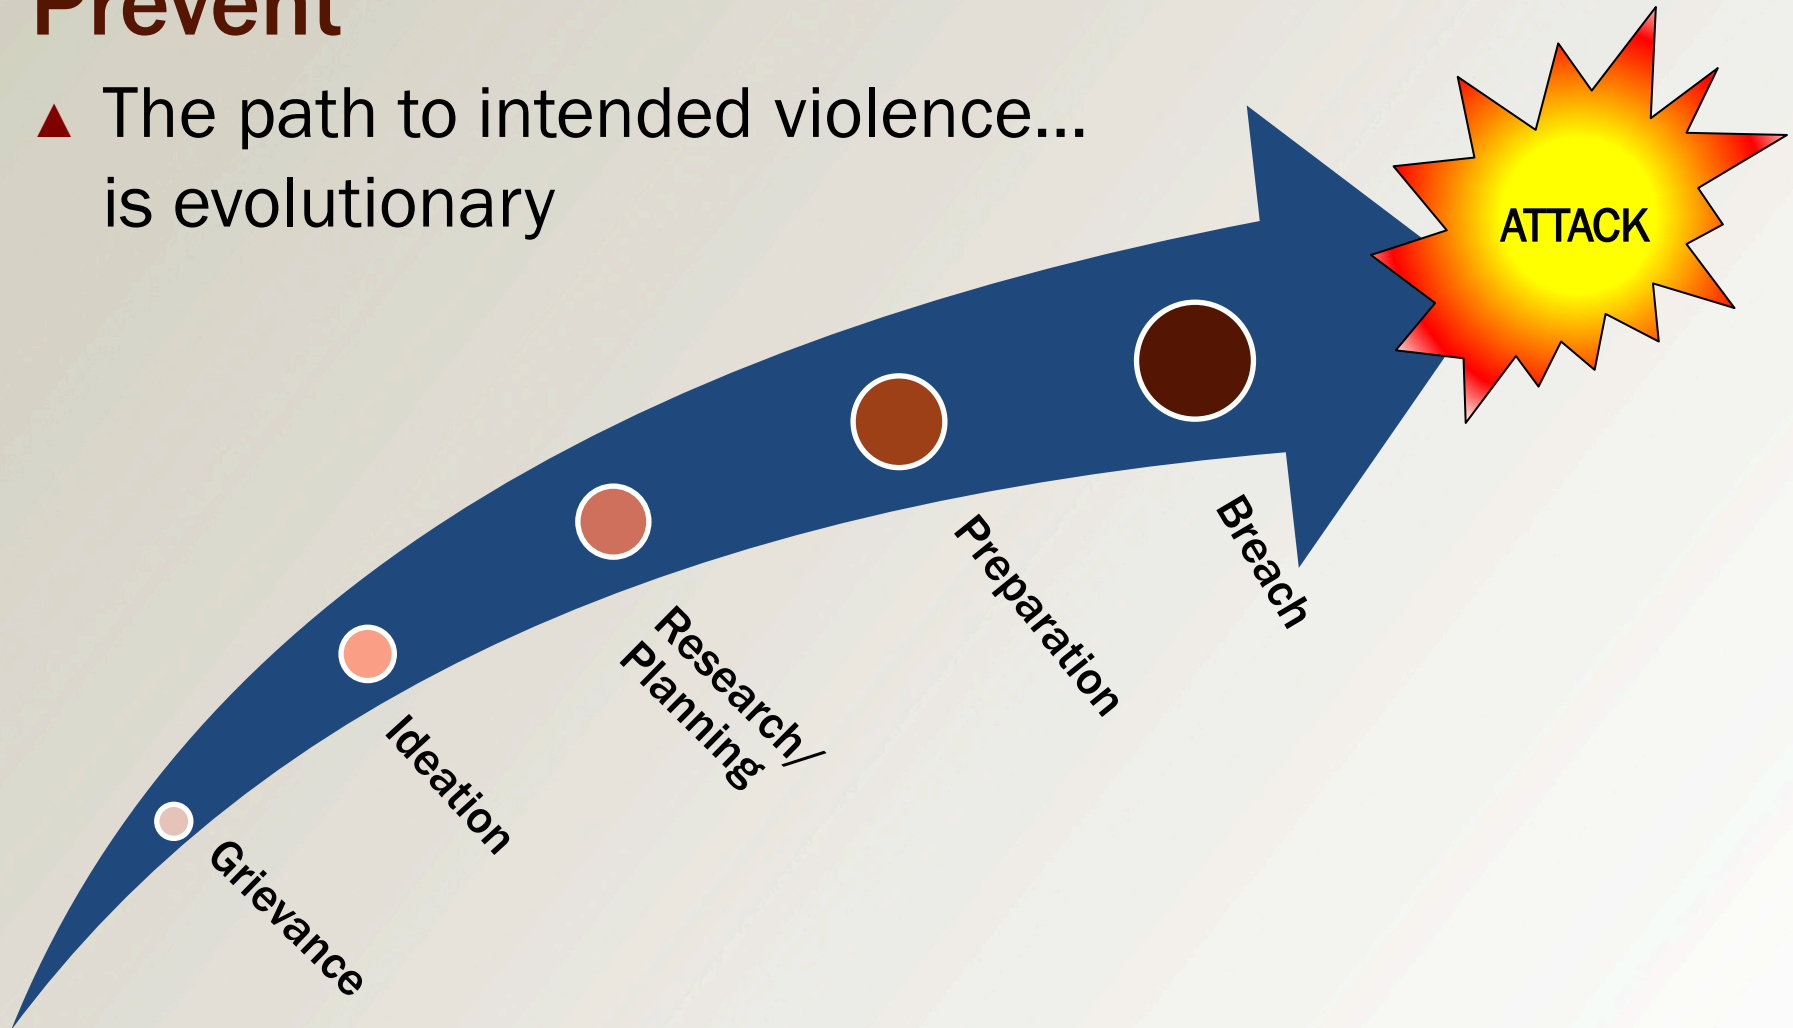 Prevent
The path to intended violence...
is evolutionary
ATTACK
Breach
Preparation
Research/
Planning
Ideation
Grievance